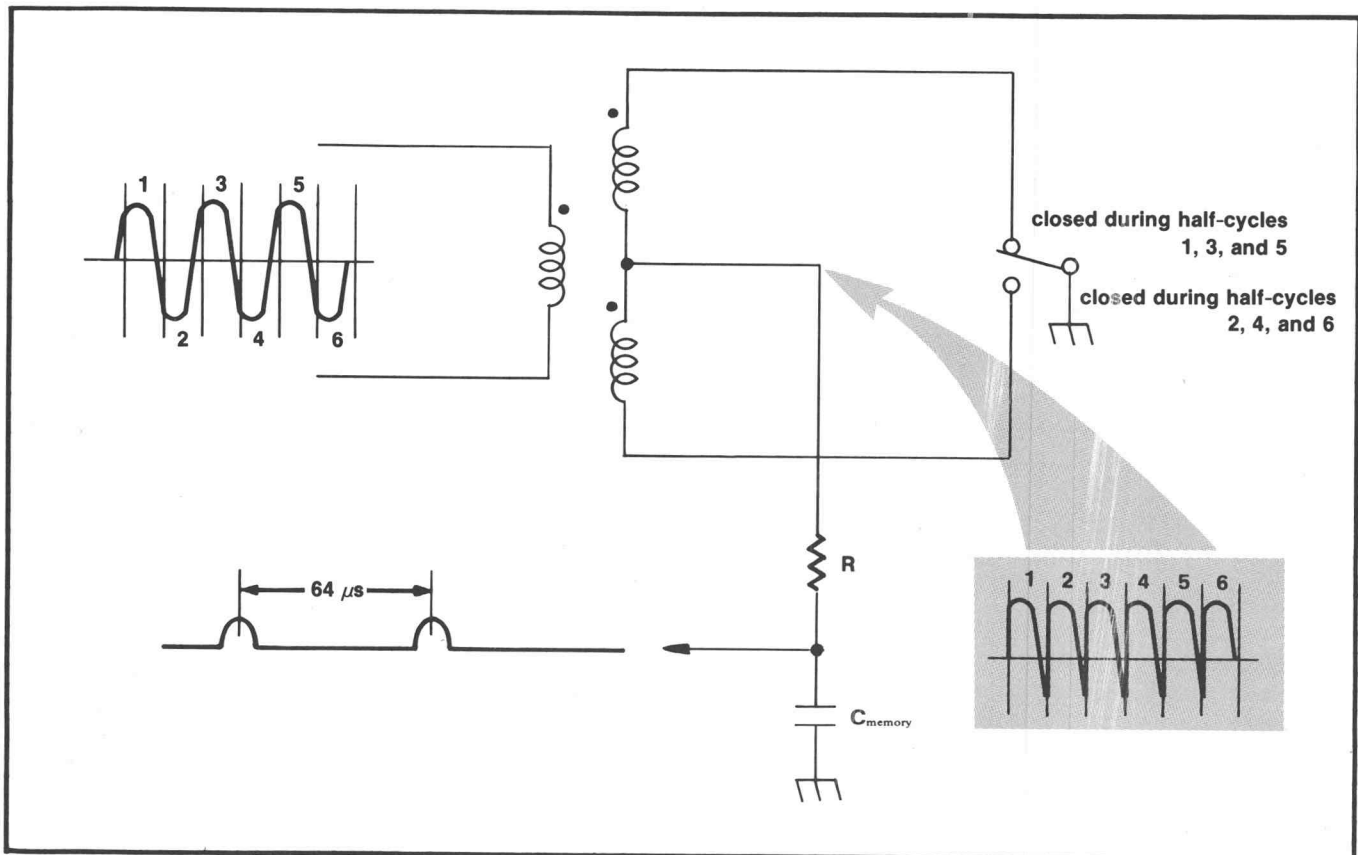 1 3 5
2 4 6
closed during half-cycles
1, 3, and 5
closed during half-cycles
2, 4, and 6
R
64 μs
1 2 3 4 5 6
Cmemory